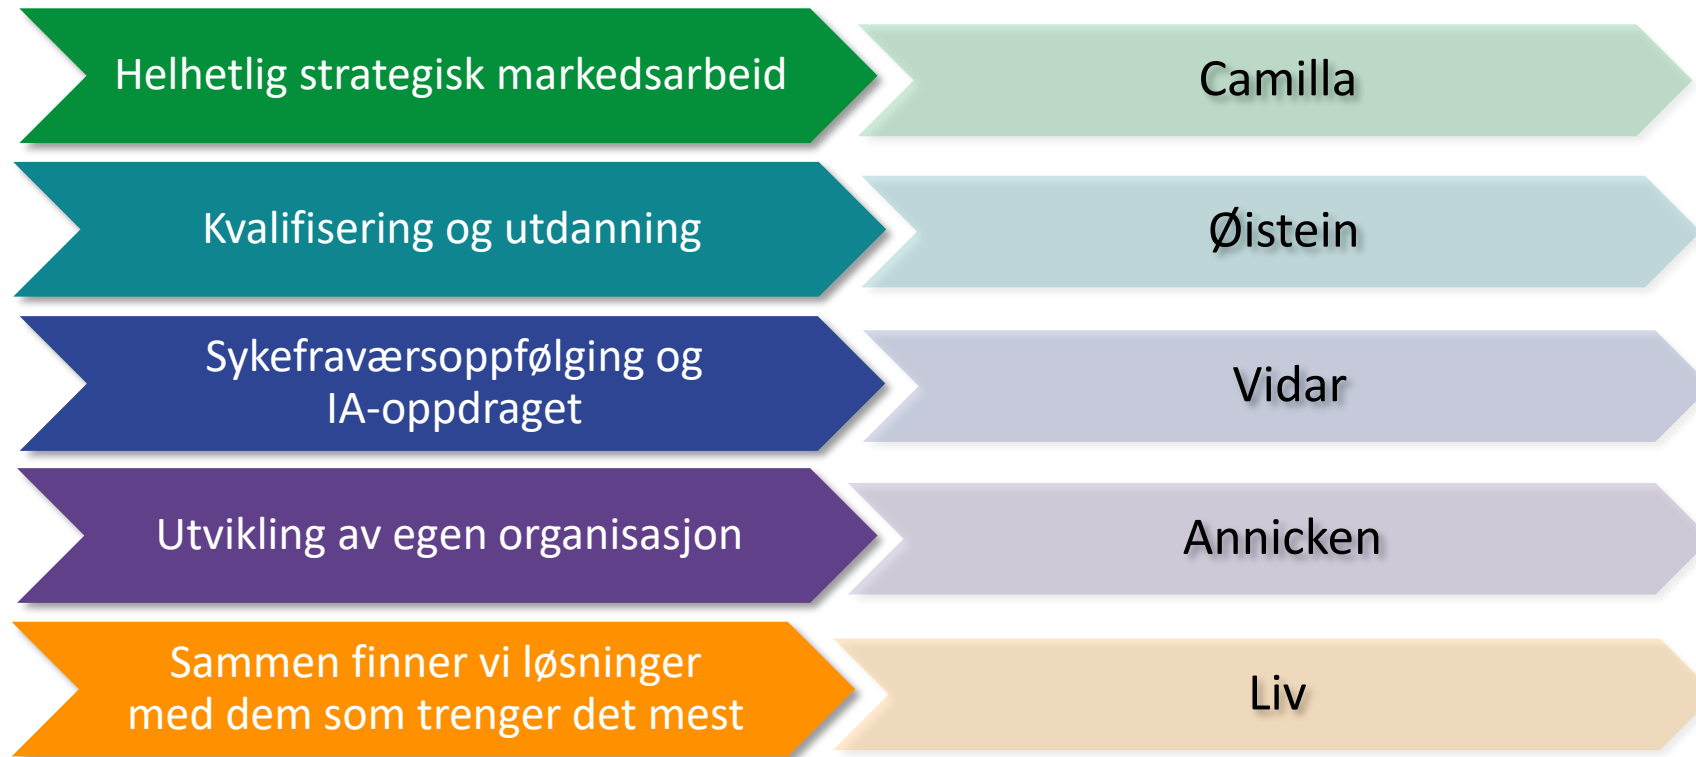 Helhetlig strategisk markedsarbeid
Camilla
Kvalifisering og utdanning
Øistein
Sykefraværsoppfølging og
IA-oppdraget
Vidar
Utvikling av egen organisasjon
Annicken
Sammen finner vi løsninger
med dem som trenger det mest
Liv